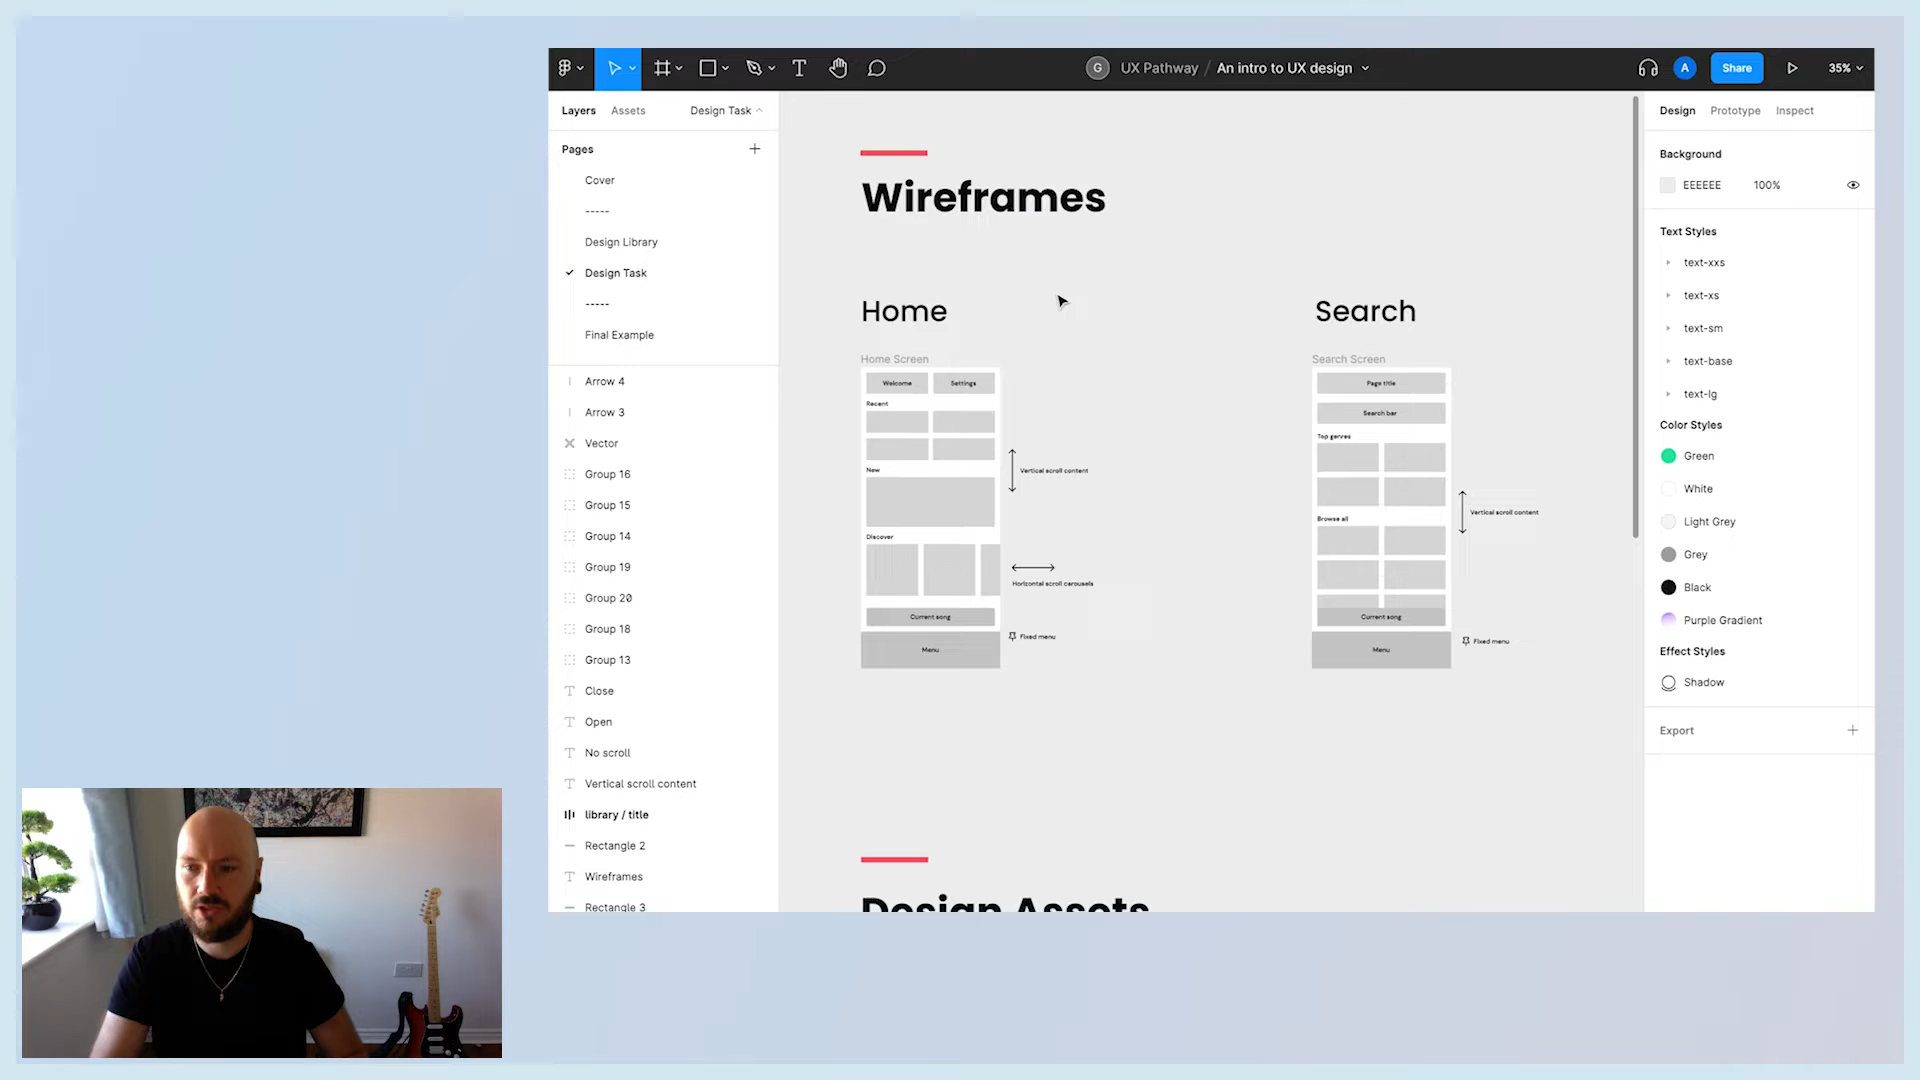 G UX Pathway / An intro to UX design
A
Share
35%
Layers Assets Design Task
Pages
Cover
-----
Design Library
Design Task
-----
Final Example
Arrow 4
Arrow 3
Vector
Group 16
Group 15
Group 14
Group 19
Group 20
Group 18
Group 13
Close
Open
No scroll
Vertical scroll content
library / title
Rectangle 2
Wireframes
Rectangle 3
Wireframes
Home
Home Screen
Welcome Settings
Recent
New
Vertical scroll content
Discover
Horizontal scroll carousels
Current song
Fixed menu
Menu
Search
Search Screen
Page title
Search bar
Top genres
Vertical scroll content
Browse all
Current song
Fixed menu
Menu
Design Assets
Design Prototype Inspect
Background
EEEEEE 100%
Text Styles
text-xxs
text-xs
text-sm
text-base
text-lg
Color Styles
Green
White
Light Grey
Grey
Black
Purple Gradient
Effect Styles
Shadow
Export